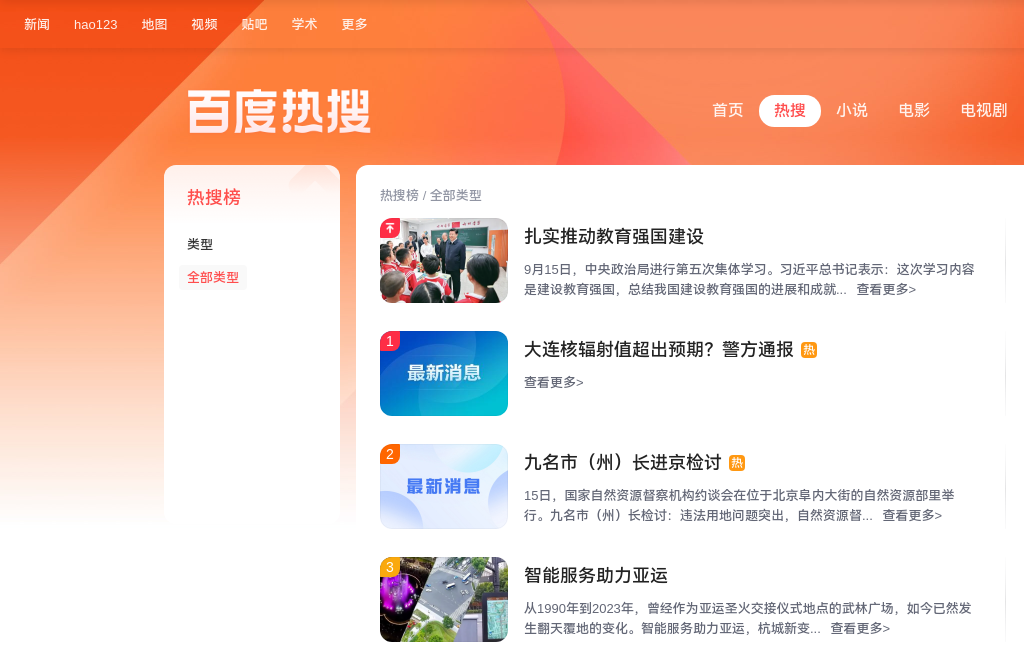 新闻 hao123 地图 视频 贴吧 学术 更多
百度热搜
首页 热搜 小说 电影 电视剧
热搜榜
类型
全部类型
热搜榜 / 全部类型
扎实推动教育强国建设
9月15日，中央政治局进行第五次集体学习。习近平总书记表示：这次学习内容
是建设教育强国，总结我国建设教育强国的进展和成就... 查看更多>
1
最新消息
大连核辐射值超出预期？警方通报 热
查看更多>
2
最新消息
九名市（州）长进京检讨 热
15日，国家自然资源督察机构约谈会在位于北京阜内大街的自然资源部里举
行。九名市（州）长检讨：违法用地问题突出，自然资源督... 查看更多>
3
智能服务助力亚运
从1990年到2023年，曾经作为亚运圣火交接仪式地点的武林广场，如今已然发
生翻天覆地的变化。智能服务助力亚运，杭城新变... 查看更多>